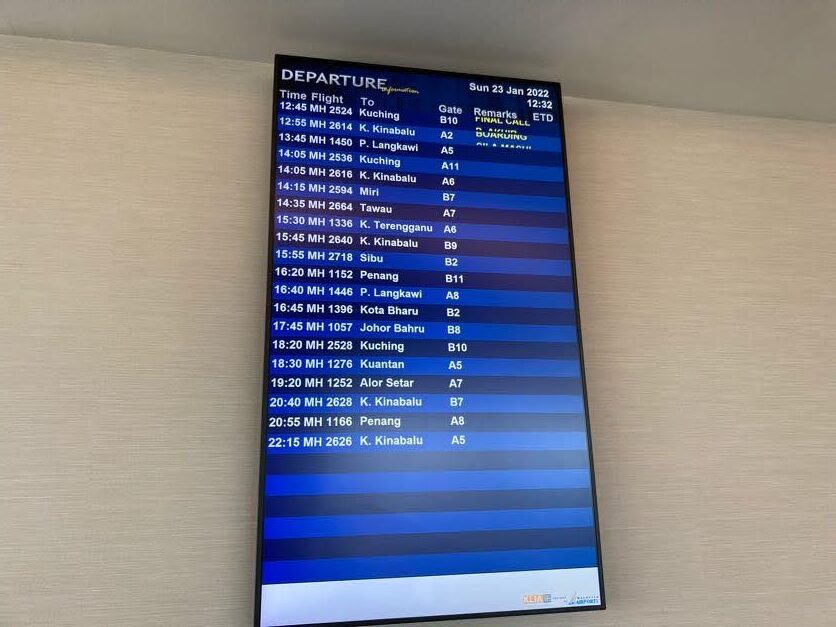 DEPARTURE information
Sun 23 Jan 2022
12:32
Time Flight To Gate Remarks ETD
12:45 MH 2524 Kuching B10 FINAL CALL
12:55 MH 2614 K. Kinabalu A2 BOARDING
13:45 MH 1450 P. Langkawi A5
14:05 MH 2536 Kuching A11
14:05 MH 2616 K. Kinabalu A6
14:15 MH 2594 Miri B7
14:35 MH 2664 Tawau A7
15:30 MH 1336 K. Terengganu A6
15:45 MH 2640 K. Kinabalu B9
15:55 MH 2718 Sibu B2
16:20 MH 1152 Penang B11
16:40 MH 1446 P. Langkawi A8
16:45 MH 1396 Kota Bharu B2
17:45 MH 1057 Johor Bahru B8
18:20 MH 2528 Kuching B10
18:30 MH 1276 Kuantan A5
19:20 MH 1252 Alor Setar A7
20:40 MH 2628 K. Kinabalu B7
20:55 MH 1166 Penang A8
22:15 MH 2626 K. Kinabalu A5
KLIA MALAYSIA AIRPORTS